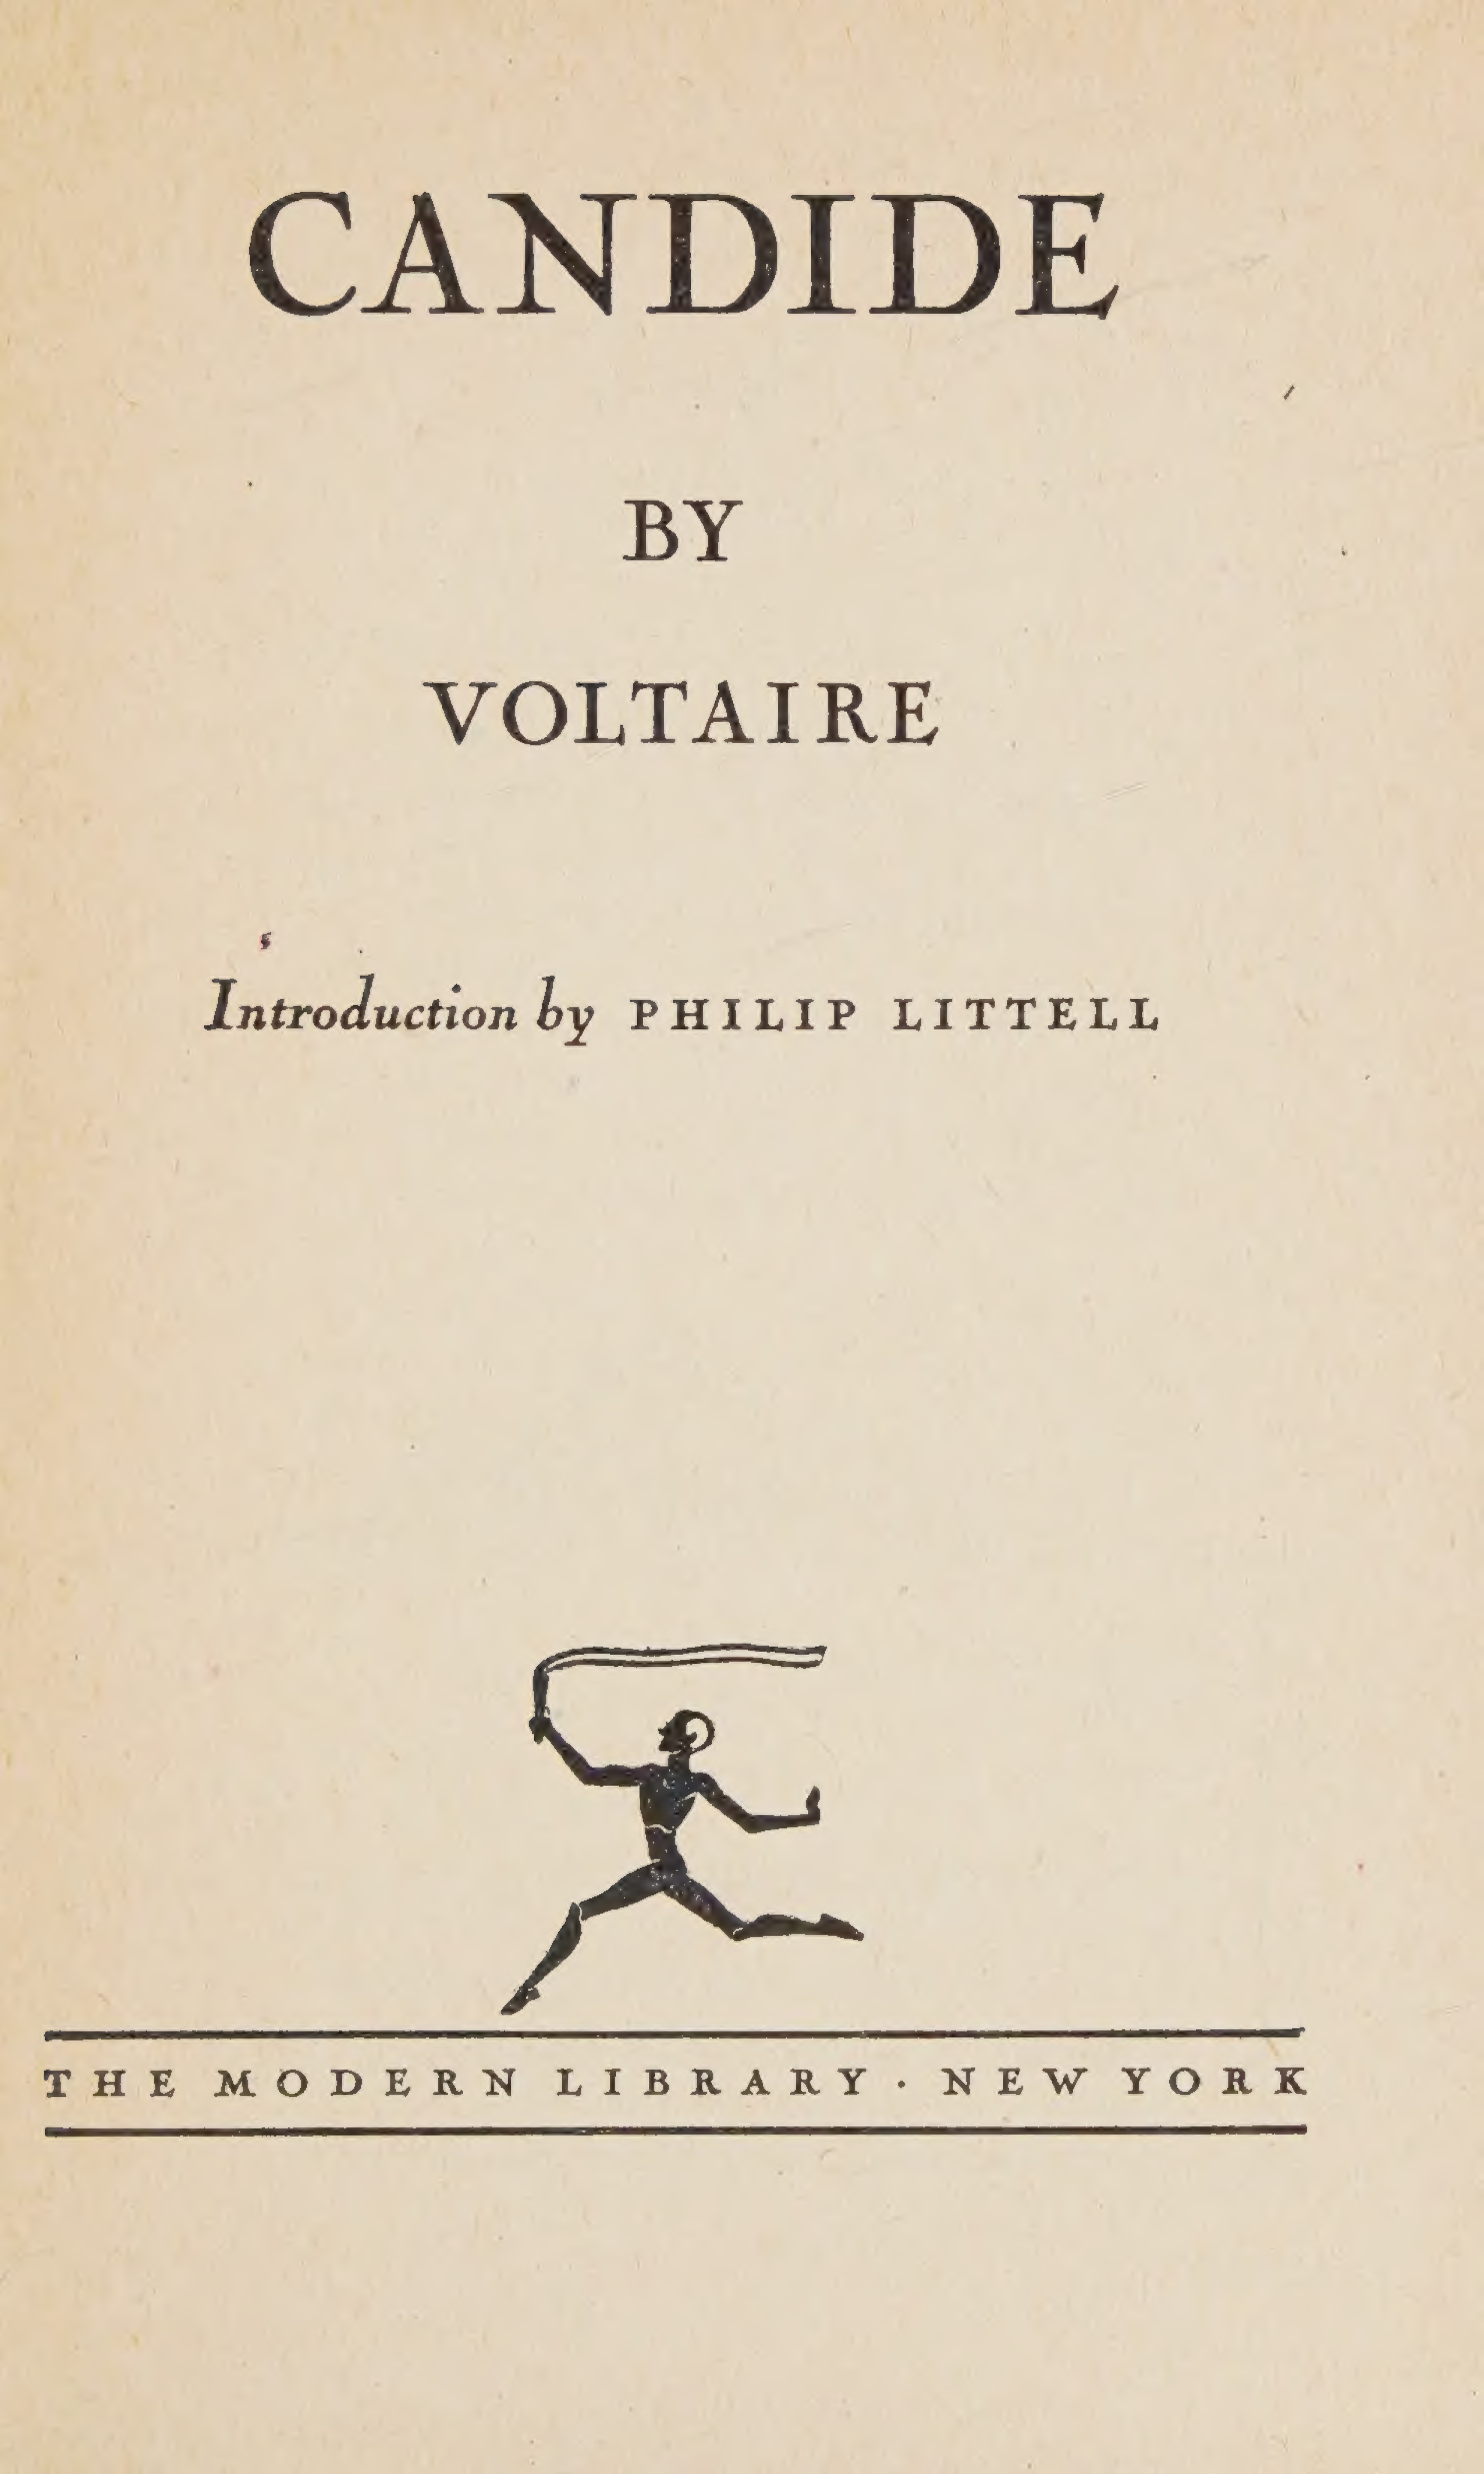 CANDIDE
BY
VOLTAIRE
Introduction by PHILIP LITTELL
THE MODERN LIBRARY · NEW YORK